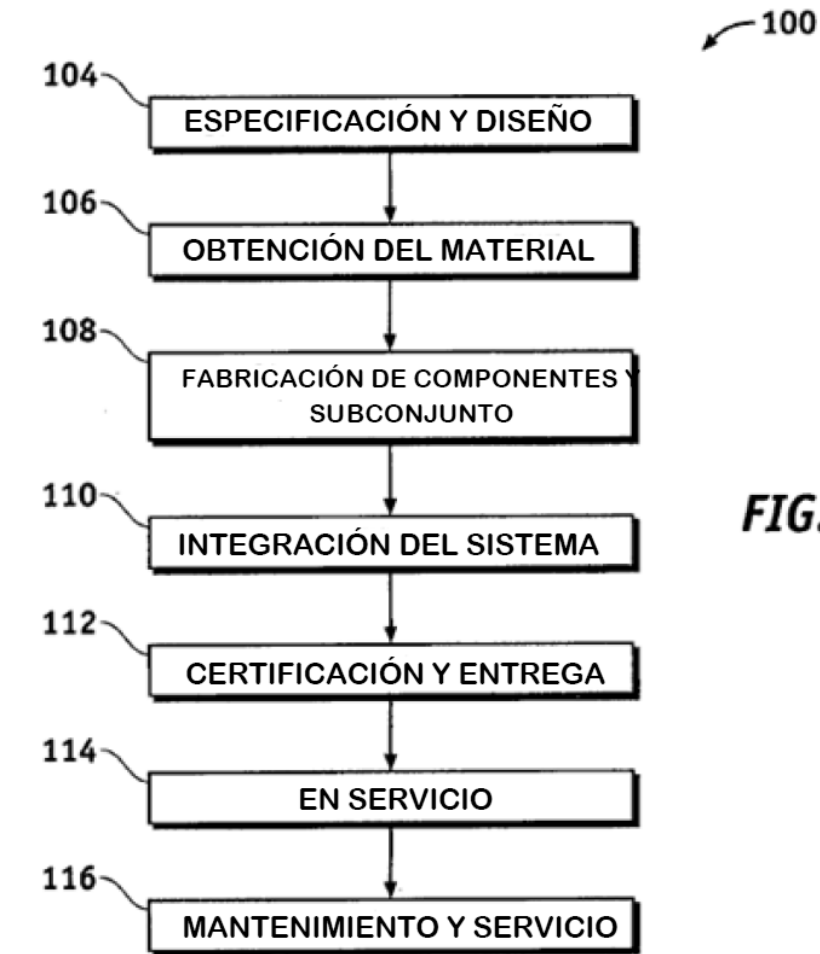 100
104
ESPECIFICACIÓN Y DISEÑO
106
OBTENCIÓN DEL MATERIAL
108
FABRICACIÓN DE COMPONENTES Y
SUBCONJUNTO
110
INTEGRACIÓN DEL SISTEMA
FIG.
112
CERTIFICACIÓN Y ENTREGA
114
EN SERVICIO
116
MANTENIMIENTO Y SERVICIO